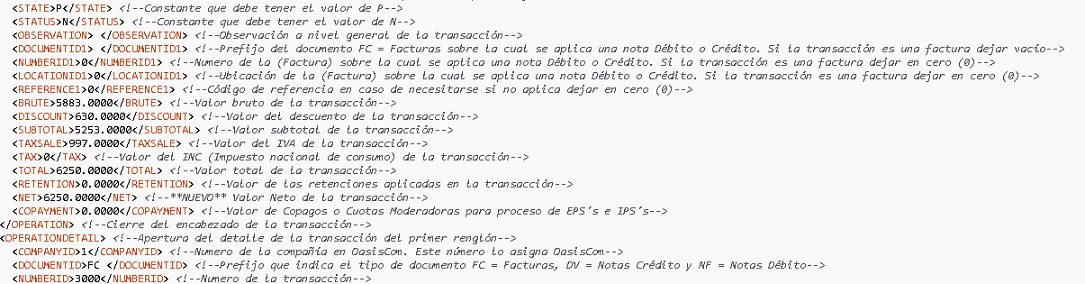 <STATE>P</STATE> <!--Constante que debe tener el valor de P-->
<STATUS>N</STATUS> <!--Constante que debe tener el valor de N-->
<OBSERVATION> </OBSERVATION> <!--Observación a nivel general de la transacción-->
<DOCUMENTID1> </DOCUMENTID1> <!--Prefijo del documento FC = Facturas sobre la cual se aplica una nota Débito o Crédito. Si la transacción es una factura dejar vacío-->
<NUMBERID1>0</NUMBERID1> <!--Numero de la (Factura) sobre la cual se aplica una nota Débito o Crédito. Si la transacción es una factura dejar en cero (0)-->
<LOCATIONID1>0</LOCATIONID1> <!--Ubicación de la (Factura) sobre la cual se aplica una nota Débito o Crédito. Si la transacción es una factura dejar en cero (0)-->
<REFERENCE1>0</REFERENCE1> <!--Código de referencia en caso de necesitarse si no aplica dejar en cero (0)-->
<BRUTE>5883.0000</BRUTE> <!--Valor bruto de la transacción-->
<DISCOUNT>630.0000</DISCOUNT> <!--Valor del descuento de la transacción-->
<SUBTOTAL>5253.0000</SUBTOTAL> <!--Valor subtotal de la transacción-->
<TAXSALE>997.0000</TAXSALE> <!--Valor del IVA de la transacción-->
<TAX>0</TAX> <!--Valor del INC (Impuesto nacional de consumo) de la transacción-->
<TOTAL>6250.0000</TOTAL> <!--Valor total de la transacción-->
<RETENTION>0.0000</RETENTION> <!--Valor de las retenciones aplicadas en la transacción-->
<NET>6250.0000</NET> <!--**NUEVO** Valor Neto de la transacción-->
<COPAYMENT>0.0000</COPAYMENT> <!--Valor de Copagos o Cuotas Moderadoras para proceso de EPS´s e IPS´s-->
</OPERATION> <!--Cierre del encabezado de la transacción-->
<OPERATIONDETAIL> <!--Apertura del detalle de la transacción del primer renglón-->
<COMPANYID>1</COMPANYID> <!--Numero de la compañía en OasisCom. Este número lo asigna OasisCom-->
<DOCUMENTID>FC </DOCUMENTID> <!--Prefijo que indica el tipo de documento FC = Facturas, DV = Notas Crédito y NF = Notas Débito-->
<NUMBERID>3000</NUMBERID> <!--Numero de la transacción-->